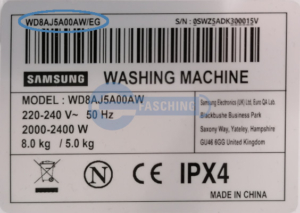 WD8AJ5A00AW/EG
S/N : 0SWZ5ADK300015V
SAMSUNG WASHING MACHINE
MODEL : WD8AJ5A00AW
220-240 V~ 50 Hz
2000-2400 W
8.0 kg / 5.0 kg
Samsung Electronics (UK) Ltd, Euro QA Lab.
Blackbushe Business Park
Saxony Way, Yateley, Hampshire
GU46 6GG United Kingdom
FASCHING
CE IPX4
MADE IN CHINA